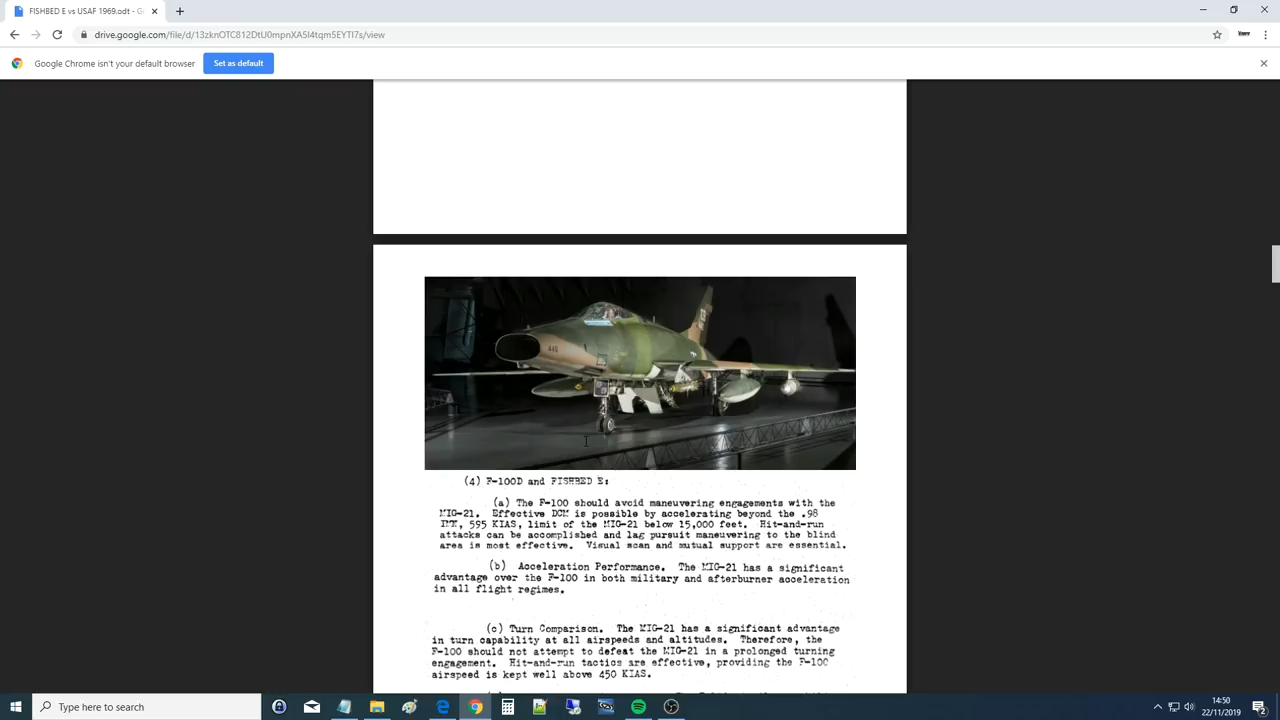 FISHBED E vs USAF 1969.odt - G
drive.google.com/file/d/13zknOTC812DtU0mpnXA5I4tqm5EYTI7s/view
Google Chrome isn't your default browser
Set as default
(4) F-100D and FISHBED E:
(a) The F-100 should avoid maneuvering engagements with the
MIG-21. Effective DCM is possible by accelerating beyond the .98
IMN, 595 KIAS, limit of the MIG-21 below 15,000 feet. Hit-and-run
attacks can be accomplished and lag pursuit maneuvering to the blind
area is most effective. Visual scan and mutual support are essential.
(b) Acceleration Performance. The MIG-21 has a significant
advantage over the F-100 in both military and afterburner acceleration
in all flight regimes.
(c) Turn Comparison. The MIG-21 has a significant advantage
in turn capability at all airspeeds and altitudes. Therefore, the
F-100 should not attempt to defeat the MIG-21 in a prolonged turning
engagement. Hit-and-run tactics are effective, providing the F-100
airspeed is kept well above 450 KIAS.
Type here to search
14:50
22/11/2019